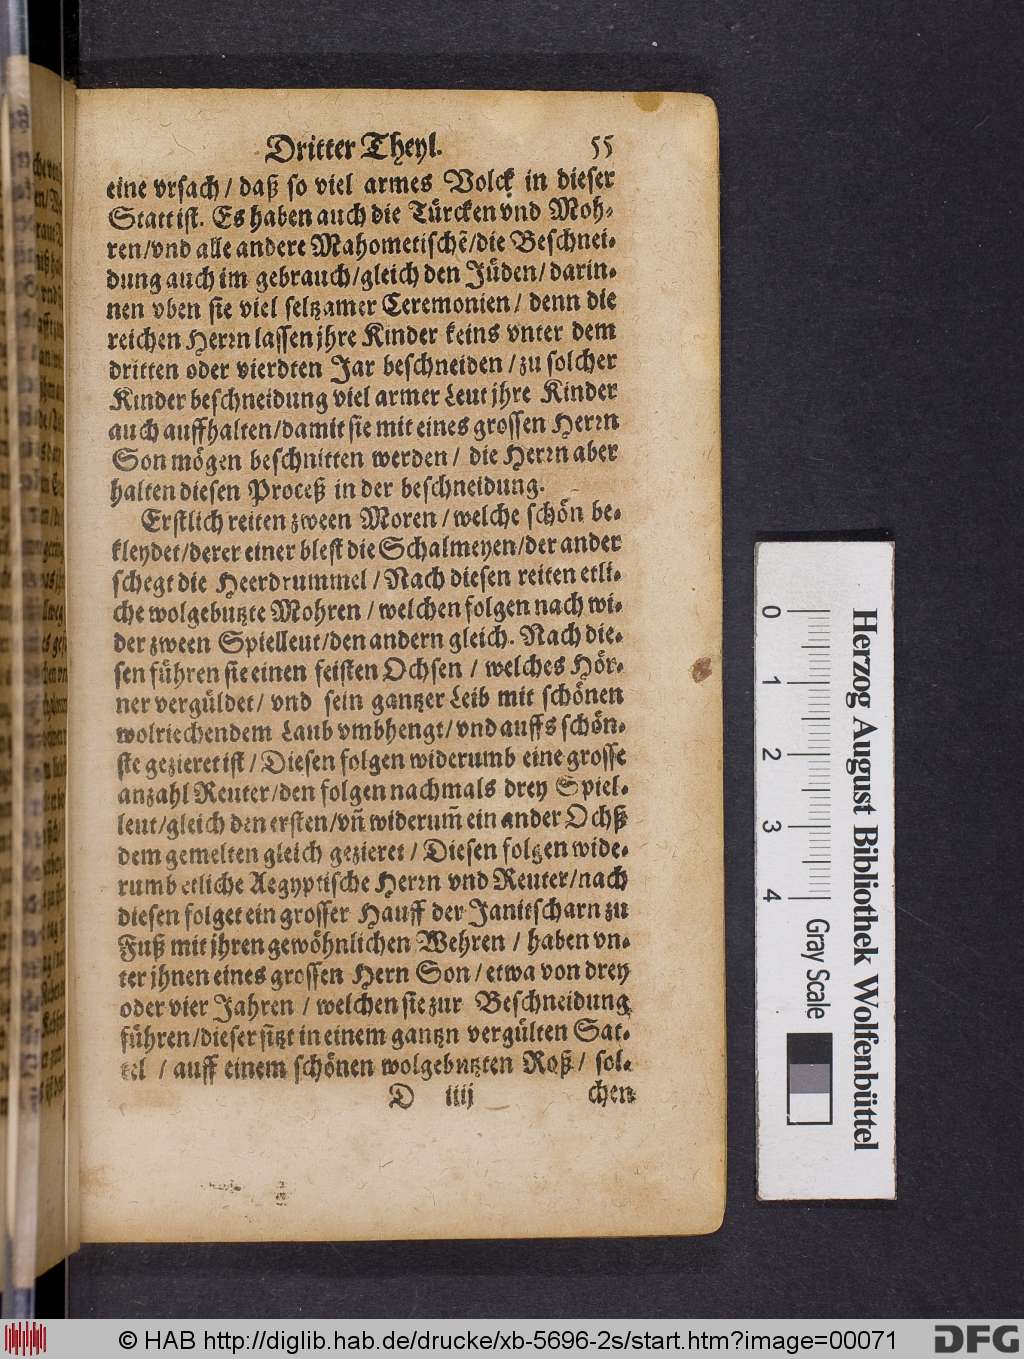 Dritter Theyl. 55
eine vrsach / daß so viel armes Volck in dieser
Statt ist. Es haben auch die Türcken vnd Moh-
ren/vnd alle andere Mahometischẽ/die Beschnei-
dung auch im gebrauch/gleich den Jüden/ darin-
nen vben sie viel seltzamer Ceremonien/ denn die
reichen Herrn lassen jhre Kinder keins vnter dem
dritten oder vierdten Jar beschneiden / zu solcher
Kinder beschneidung viel armer Leut jhre Kinder
auch auffhalten/damit sie mit eines grossen Herrn
Son mögen beschnitten werden / die Herrn aber
halten diesen Proceß in der beschneidung.
Erstlich reiten zween Moren / welche schön be-
kleydet/derer einer blest die Schalmeyen/der ander
schegt die Heerdrummel / Nach diesen reiten etli-
che wolgebutzte Mohren / welchen folgen nach wi-
der zween Spielleut/den andern gleich. Nach die-
sen führen sie einen feisten Ochsen / welches Hör-
ner vergüldet/ vnd sein gantzer Leib mit schönen
wolriechendem Laub vmbhengt/ vnd auffs schön-
ste gezieret ist / Diesen folgen widerumb eine grosse
anzahl Reuter/den folgen nachmals drey Spiel-
leut/gleich den ersten/vñ widerum̃ ein ander Ochß
dem gemelten gleich gezieret / Diesen folgen wide-
rumb etliche Aegyptische Herrn vnd Reuter/nach
diesen folget ein grosser Hauff der Janitscharn zu
Fuß mit jhren gewöhnlichen Wehren / haben vn-
ter jhnen eines grossen Hern Son / etwa von drey
oder vier Jahren / welchen sie zur Beschneidung
führen/dieser sitzt in einem gantzn vergülten Sat-
tel / auff einem schönen wolgebutzten Roß / sol-
D iiij chen
0 1 2 3 4
Gray Scale
Herzog August Bibliothek Wolfenbüttel
© HAB http://diglib.hab.de/drucke/xb-5696-2s/start.htm?image=00071
DFG